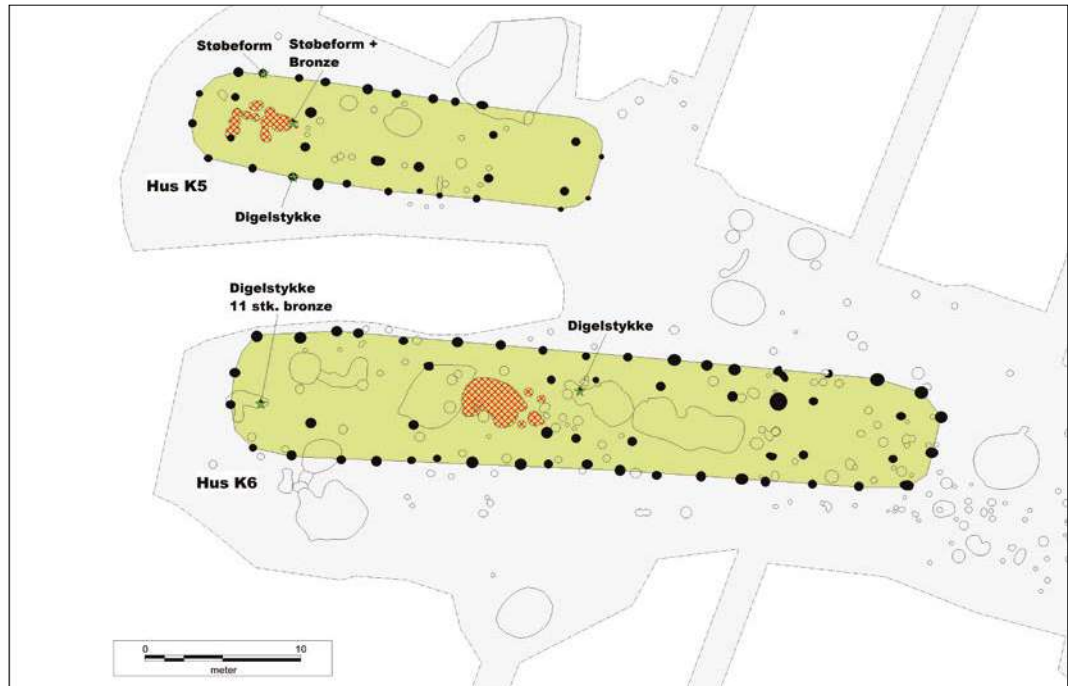 Støbeform
Støbeform +
Bronze
Hus K5
Digelstykke
Digelstykke
11 stk. bronze
Digelstykke
Hus K6
0 10
meter